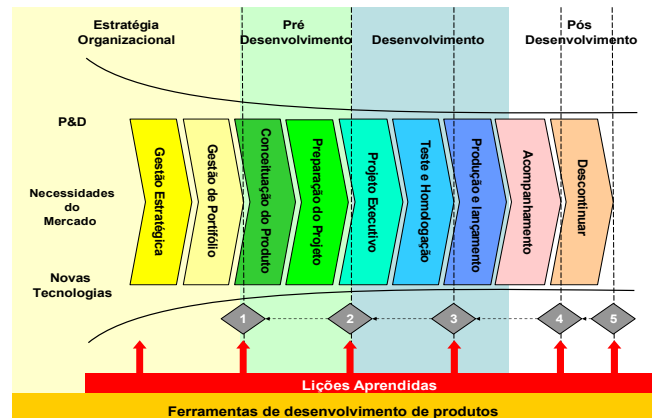 Estratégia
Organizacional
Pré
Desenvolvimento
Desenvolvimento
Pós
Desenvolvimento
P&D
Necessidades
do
Mercado
Novas
Tecnologias
Gestão Estratégica
Gestão de Portifólio
Conceituação do Produto
Preparação do Projeto
Projeto Executivo
Teste e Homologação
Produção e lançamento
Acompanhamento
Descontinuar
1
2
3
4
5
Lições Aprendidas
Ferramentas de desenvolvimento de produtos